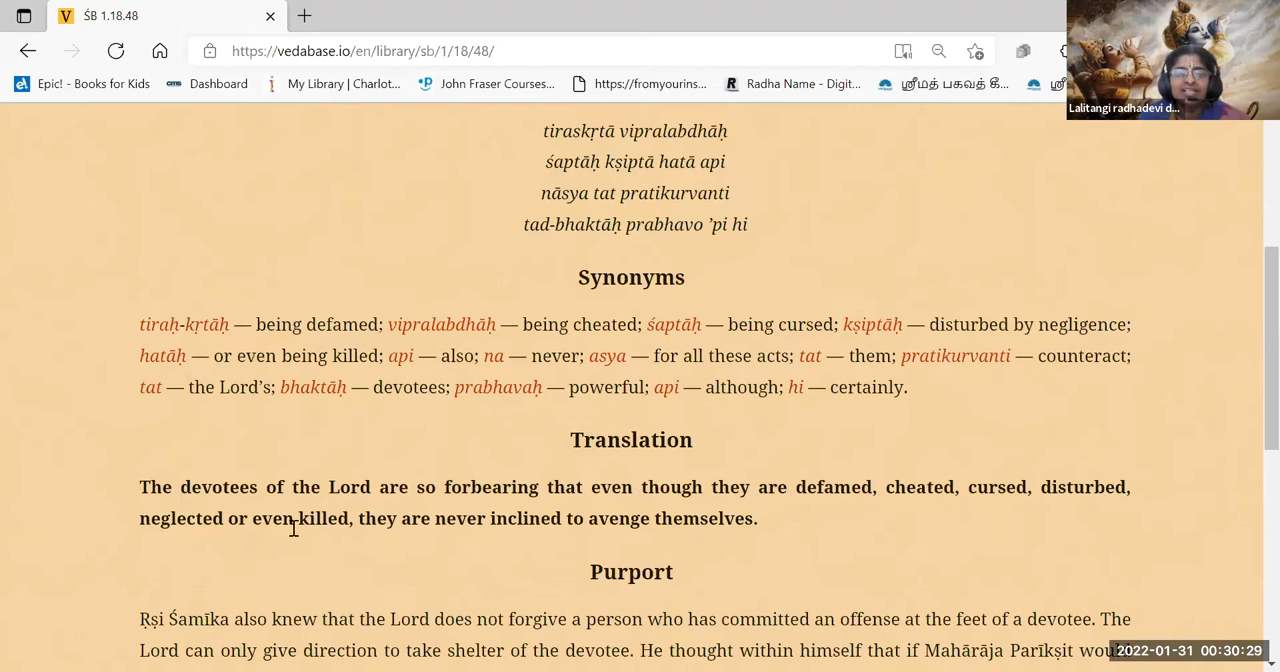 V ŚB 1.18.48
https://vedabase.io/en/library/sb/1/18/48/
Epic! - Books for Kids
cms Dashboard
My Library | Charlot...
John Frase Courses...
https://fromyourins...
R Radha Name - Digit...
ஸ்ரீமத் பகவத் கீ...
Lalitangi radhadevi d...
tiraskṛtā vipralabdhāḥ
śaptāḥ kṣiptā hatā api
nāsya tat pratikurvanti
tad-bhaktāḥ prabhavo ’pi hi
Synonyms
tiraḥ-kṛtāḥ — being defamed; vipralabdhāḥ — being cheated; śaptāḥ — being cursed; kṣiptāḥ — disturbed by negligence;
hatāḥ — or even being killed; api — also; na — never; asya — for all these acts; tat — them; pratikurvanti — counteract;
tat — the Lord’s; bhaktāḥ — devotees; prabhavaḥ — powerful; api — although; hi — certainly.
Translation
The devotees of the Lord are so forbearing that even though they are defamed, cheated, cursed, disturbed,
neglected or even killed, they are never inclined to avenge themselves.
Purport
Ṛṣi Śamīka also knew that the Lord does not forgive a person who has committed an offense at the feet of a devotee. The
Lord can only give direction to take shelter of the devotee. He thought within himself that if Mahārāja Parīkṣit
2022-01-31 00:30:29